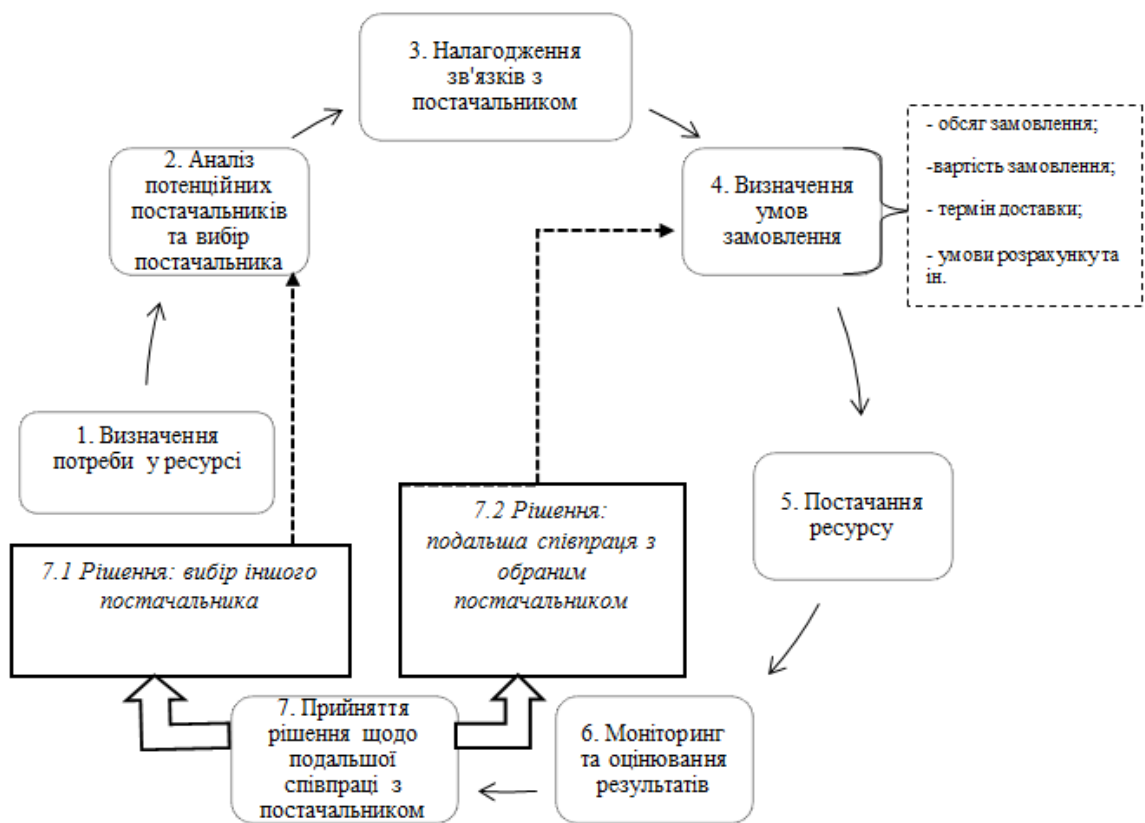 3. Налагодження
зв'язків з
постачальником
2. Аналіз
потенційних
постачальників
та вибір
постачальника
4. Визначення
умов
замовлення
- обсяг замовлення;
-вартість замовлення;
- термін доставки;
- умови розрахунку та
ін.
1. Визначення
потреби у ресурсі
5. Постачання
ресурсу
7.1 Рішення: вибір іншого
постачальника
7.2 Рішення:
подальша співпраця з
обраним
постачальником
6. Моніторинг
та оцінювання
результатів
7. Прийняття
рішення щодо
подальшої
співпраці з
постачальником